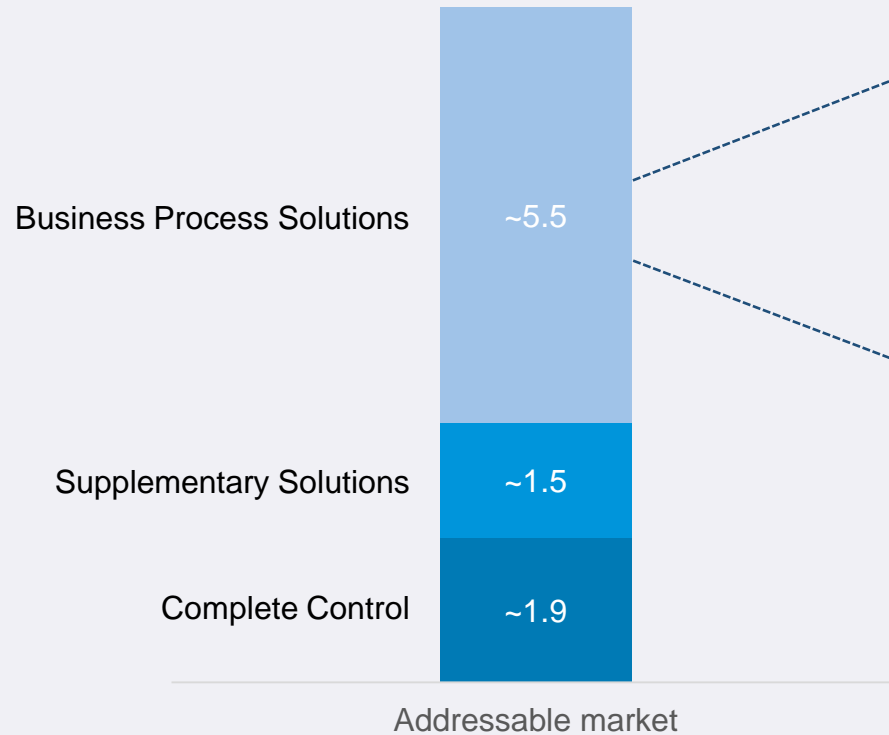 Business Process Solutions ~5.5
Supplementary Solutions ~1.5
Complete Control ~1.9
Addressable market